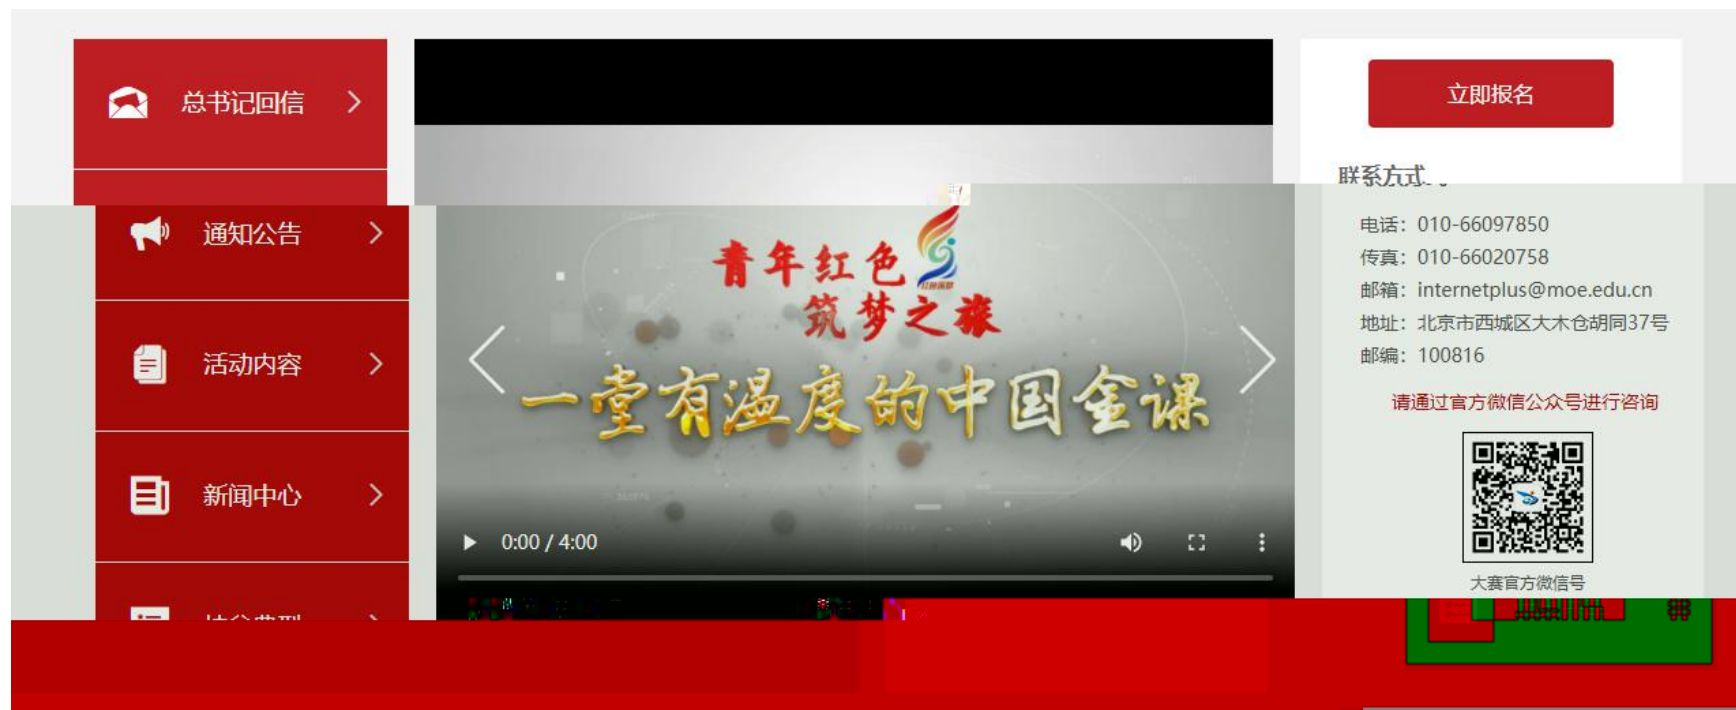 总书记回信
通知公告
活动内容
新闻中心
青年红色
筑梦之旅
一堂有温度的中国金课
0:00 / 4:00
立即报名
联系方式
电话：010-66097850
传真：010-66020758
邮箱：internetplus@moe.edu.cn
地址：北京市西城区大木仓胡同37号
邮编：100816
请通过官方微信公众号进行咨询
大赛官方微信号